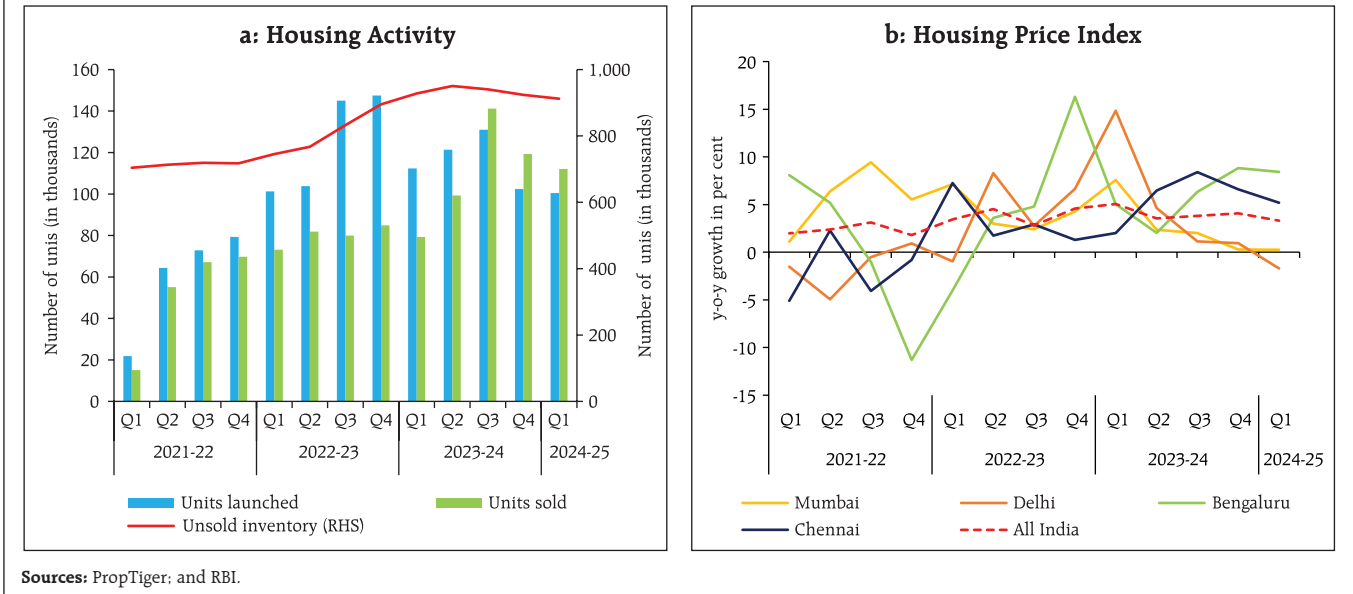 a: Housing Activity
Number of unis (in thousands)
160
140
120
100
80
60
40
20
0
1,000
800
600
400
200
0
Number of unis (in thousands)
Q1 Q2 Q3 Q4 Q1 Q2 Q3 Q4 Q1 Q2 Q3 Q4 Q1
2021-22 2022-23 2023-24 2024-25
Units launched Units sold
Unsold inventory (RHS)
b: Housing Price Index
y-o-y growth in per cent
20
15
10
5
0
-5
-10
-15
Q1 Q2 Q3 Q4 Q1 Q2 Q3 Q4 Q1 Q2 Q3 Q4 Q1
2021-22 2022-23 2023-24 2024-25
Mumbai Delhi Bengaluru
Chennai All India
Sources: PropTiger; and RBI.